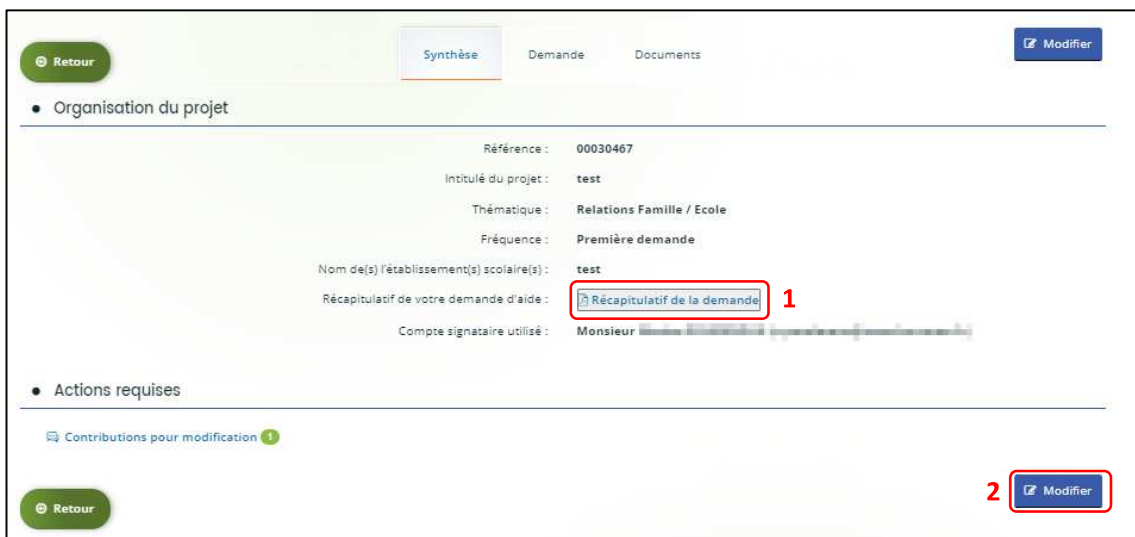 Retour
Synthèse Demande Documents
Modifier
Organisation du projet
Référence : 00030467
Intitulé du projet : test
Thématique : Relations Famille / Ecole
Fréquence : Première demande
Nom de(s) l'établissement(s) scolaire(s) : test
Récapitulatif de votre demande d'aide : Récapitulatif de la demande 1
Compte signataire utilisé : Monsieur
Actions requises
Contributions pour modification 1
2 Modifier
Retour